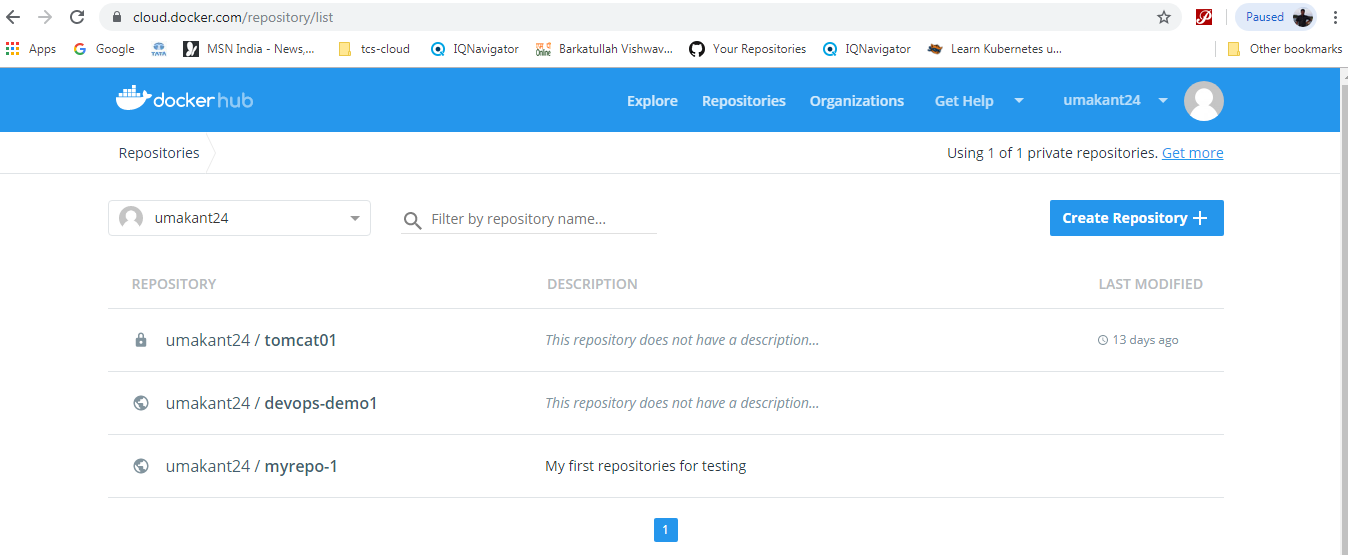 cloud.docker.com/repository/list
Paused
Apps Google TATA MSN India - News,... tcs-cloud IQNavigator Online Barkatullah Vishwav... Your Repositories IQNavigator Learn Kubernetes u... Other bookmarks
docker hub Explore Repositories Organizations Get Help umakant24
Repositories Using 1 of 1 private repositories. Get more
umakant24 Filter by repository name... Create Repository +
REPOSITORY DESCRIPTION LAST MODIFIED
umakant24 / tomcat01 This repository does not have a description... 13 days ago
umakant24 / devops-demo1 This repository does not have a description...
umakant24 / myrepo-1 My first repositories for testing
1